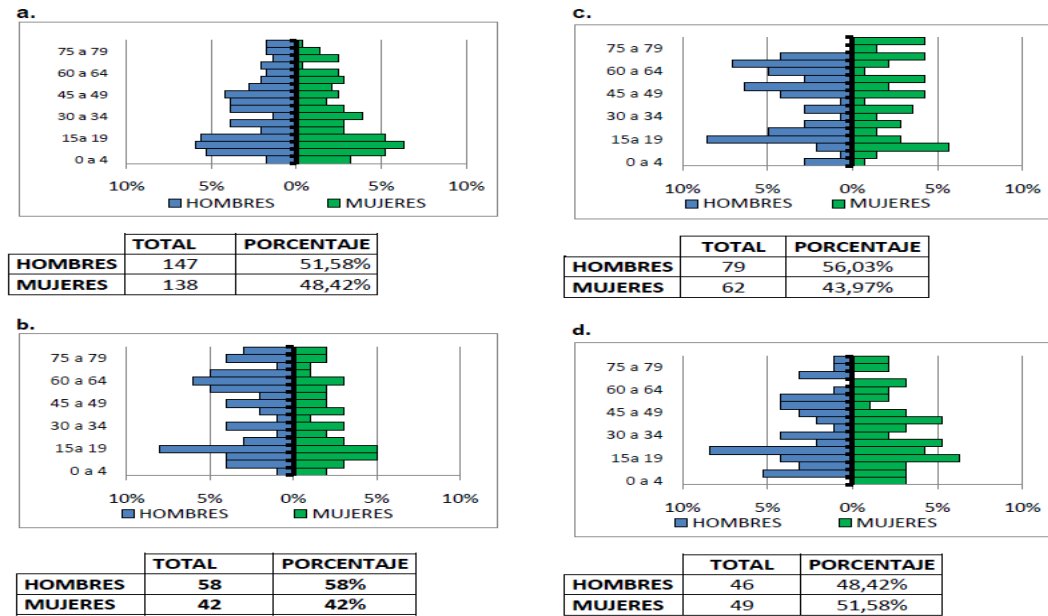 a.
75 a 79
60 a 64
45 a 49
30 a 34
15a 19
0 a 4
10% 5% 0% 5% 10%
HOMBRES MUJERES
TOTAL PORCENTAJE
HOMBRES 147 51,58%
MUJERES 138 48,42%
c.
75 a 79
60 a 64
45 a 49
30 a 34
15a 19
0 a 4
10% 5% 0% 5% 10%
HOMBRES MUJERES
TOTAL PORCENTAJE
HOMBRES 79 56,03%
MUJERES 62 43,97%
b.
75 a 79
60 a 64
45 a 49
30 a 34
15a 19
0 a 4
10% 5% 0% 5% 10%
HOMBRES MUJERES
TOTAL PORCENTAJE
HOMBRES 58 58%
MUJERES 42 42%
d.
75 a 79
60 a 64
45 a 49
30 a 34
15a 19
0 a 4
10% 5% 0% 5% 10%
HOMBRES MUJERES
TOTAL PORCENTAJE
HOMBRES 46 48,42%
MUJERES 49 51,58%